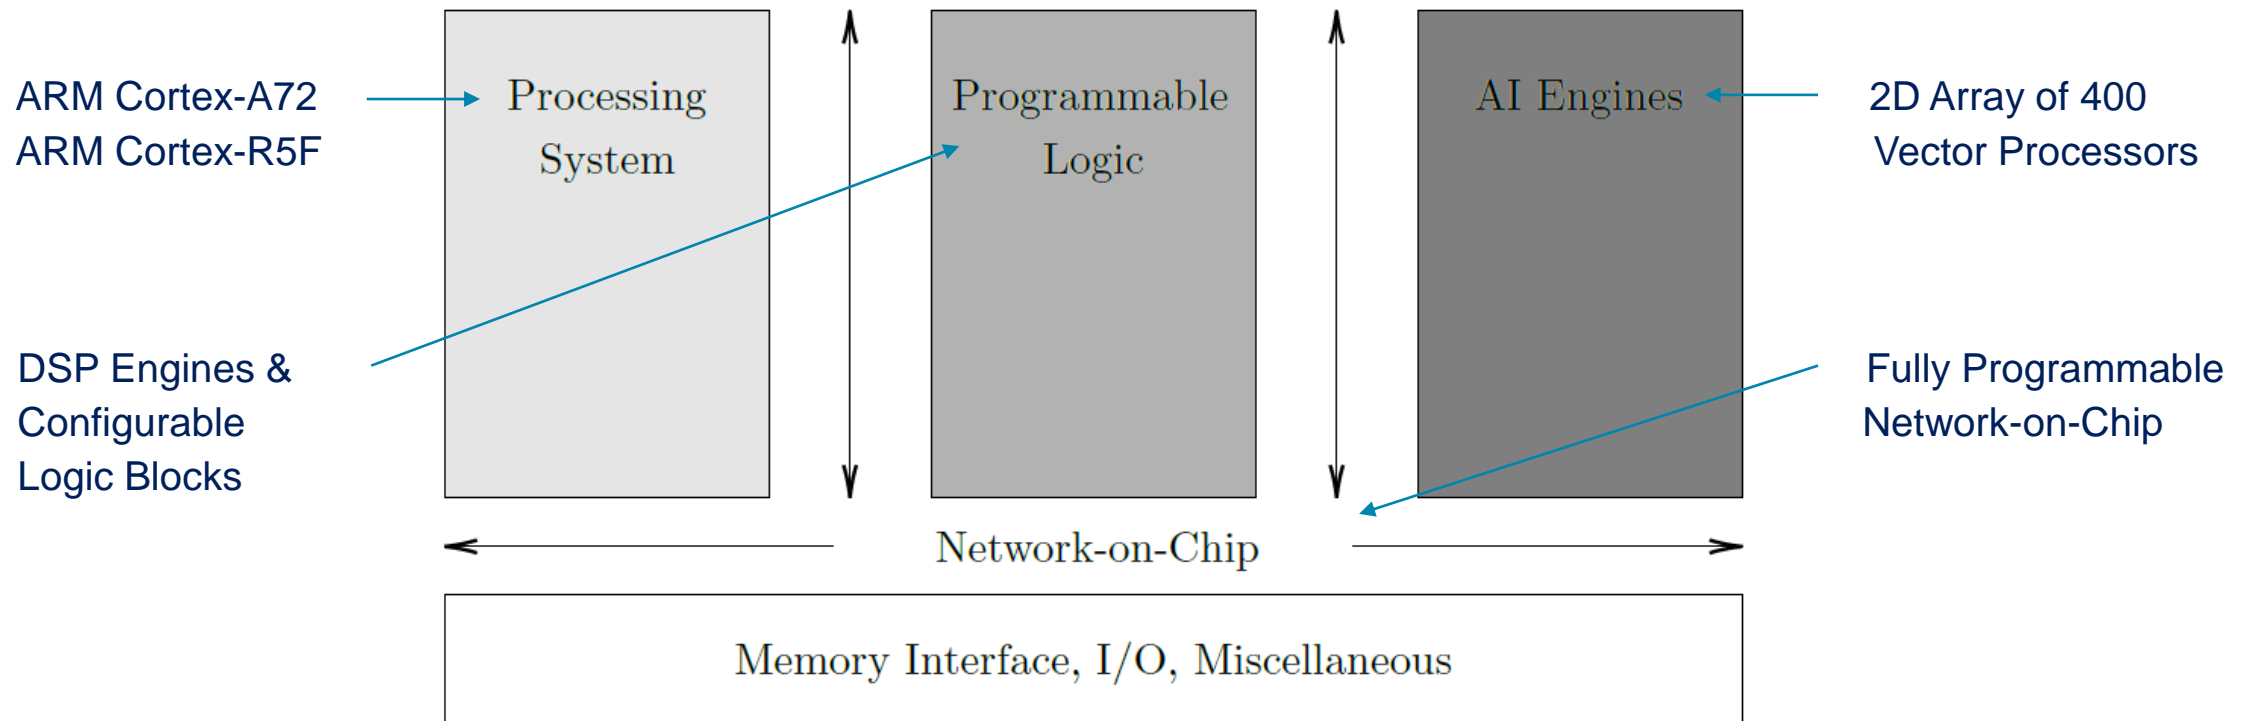 ARM Cortex-A72
ARM Cortex-R5F
Processing
System
Programmable
Logic
AI Engines
2D Array of 400
Vector Processors
DSP Engines &
Configurable
Logic Blocks
Fully Programmable
Network-on-Chip
Network-on-Chip
Memory Interface, I/O, Miscellaneous